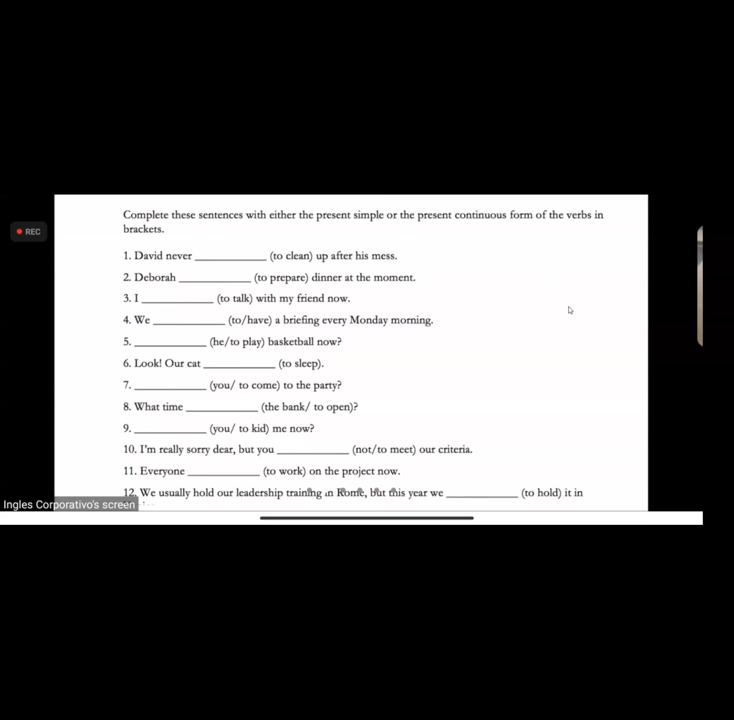 Complete these sentences with either the present simple or the present continuous form of the verbs in
brackets.
REC
1. David never ____________ (to clean) up after his mess.
2. Deborah ____________ (to prepare) dinner at the moment.
3. I ____________ (to talk) with my friend now.
4. We ____________ (to/have) a briefing every Monday morning.
5. ____________ (he/to play) basketball now?
6. Look! Our cat ____________ (to sleep).
7. ____________ (you/ to come) to the party?
8. What time ____________ (the bank/ to open)?
9. ____________ (you/ to kid) me now?
10. I'm really sorry dear, but you ____________ (not/to meet) our criteria.
11. Everyone ____________ (to work) on the project now.
12. We usually hold our leadership training in Rome, but this year we ____________ (to hold) it in
Ingles Corporativo's screen